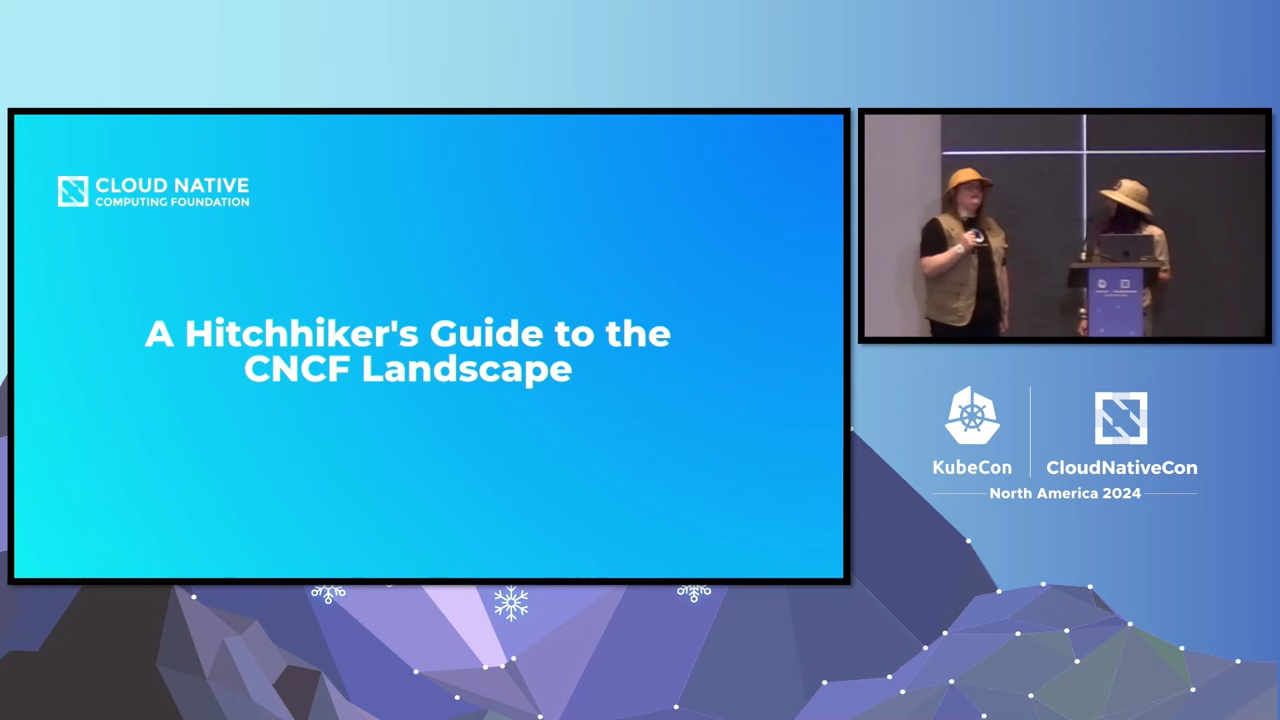 CLOUD NATIVE
COMPUTING FOUNDATION
A Hitchhiker's Guide to the
CNCF Landscape
KubeCon
CloudNativeCon
North America 2024